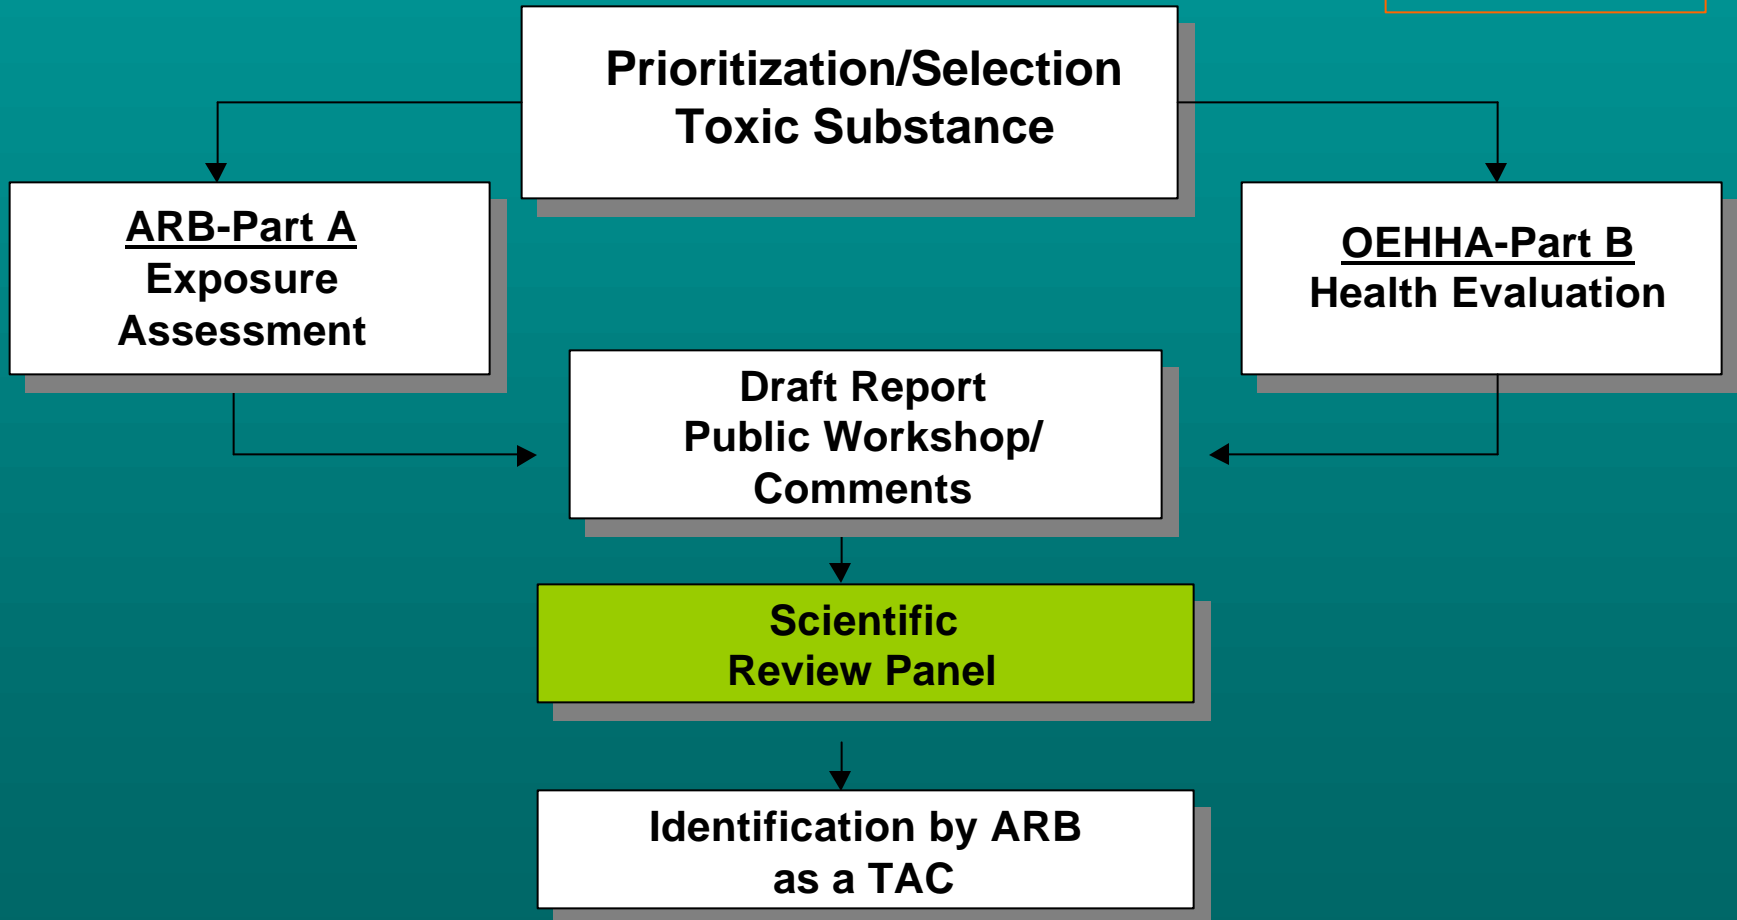 Prioritization/Selection
Toxic Substance
ARB-Part A
Exposure
Assessment
OEHHA-Part B
Health Evaluation
Draft Report
Public Workshop/
Comments
Scientific
Review Panel
Identification by ARB
as a TAC